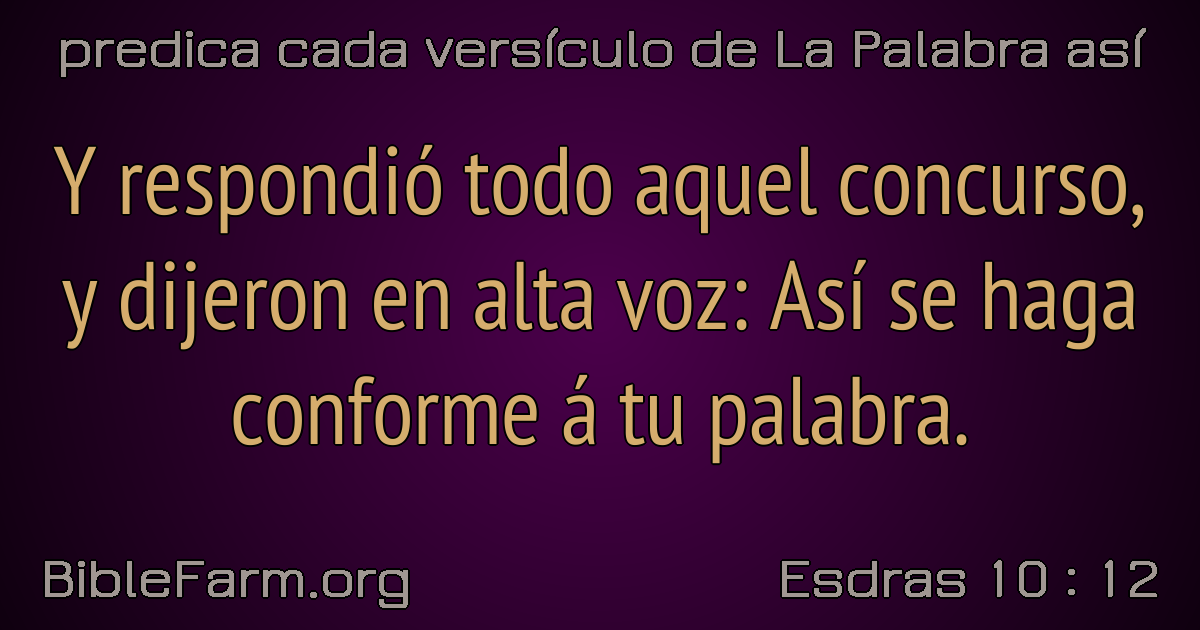 predica cada versículo de La Palabra así
Y respondió todo aquel concurso,
y dijeron en alta voz: Así se haga
conforme á tu palabra.
BibleFarm.org
Esdras 10 : 12